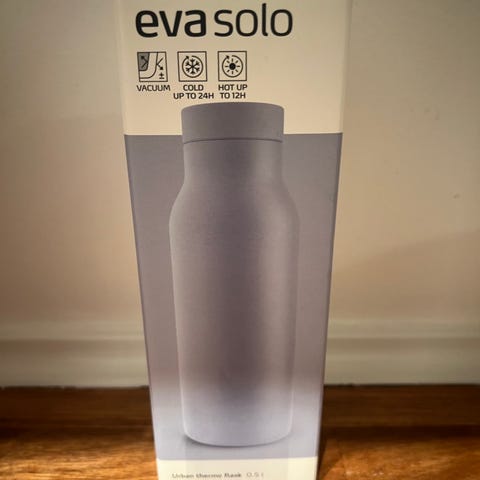 eva solo
VACUUM
COLD
UP TO 24H
HOT UP
TO 12H
Urban thermo flask 0.5 l